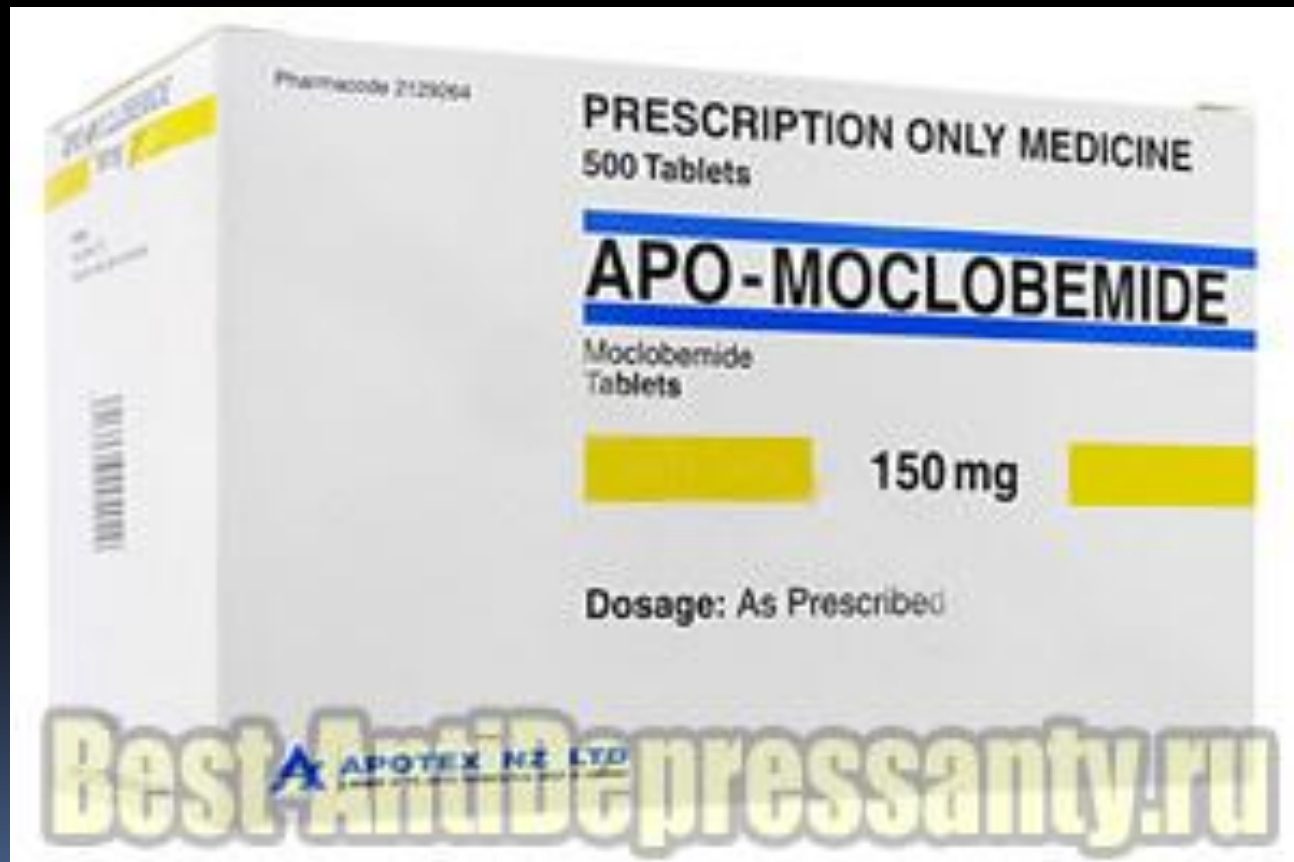 Pharmacode 2129064
PRESCRIPTION ONLY MEDICINE
500 Tablets
APO-MOCLOBEMIDE
Moclobemide
Tablets
150 mg
Dosage: As Prescribed
APOTEX NZ LTD
Best-AntiDepressanty.ru